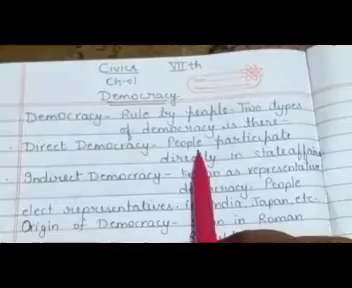 Civics VIIth
Ch-01
Democracy
Democracy - Rule by people - Two types
of democracy is there -
Direct Democracy - People participate
directly in state affairs
Indirect Democracy - as representative
People
elect representatives. India, Japan, etc.
Origin of Democracy - in Roman